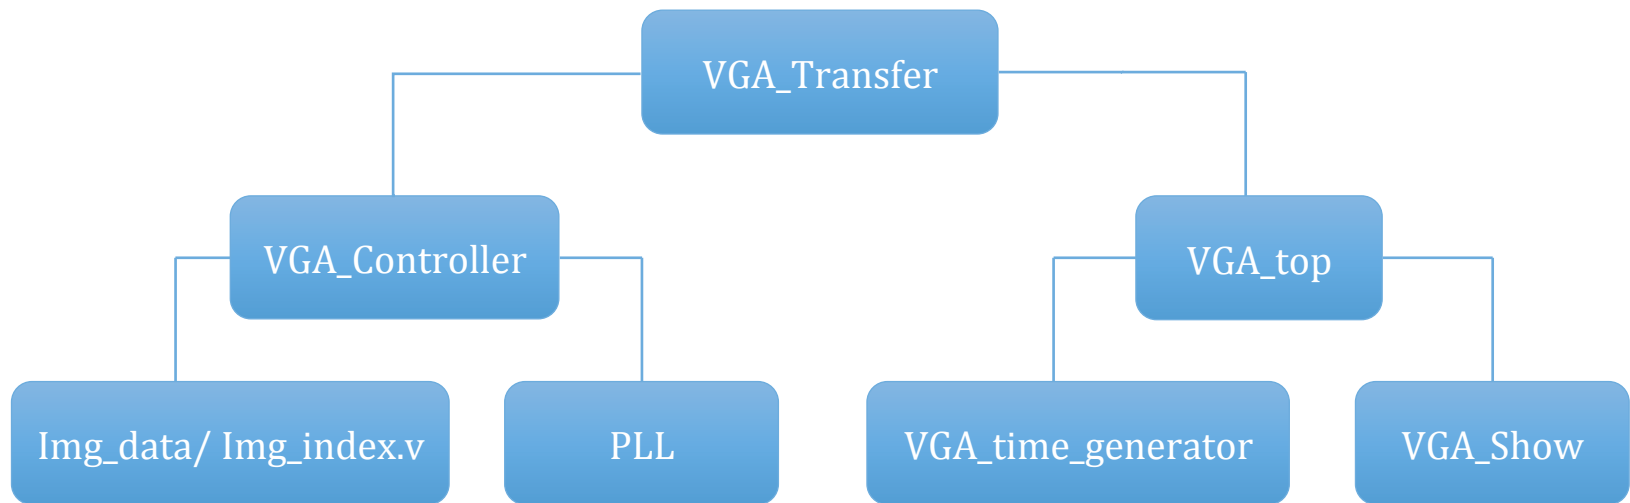 VGA_Transfer
VGA_Controller
VGA_top
Img_data/ Img_index.v
PLL
VGA_time_generator
VGA_Show